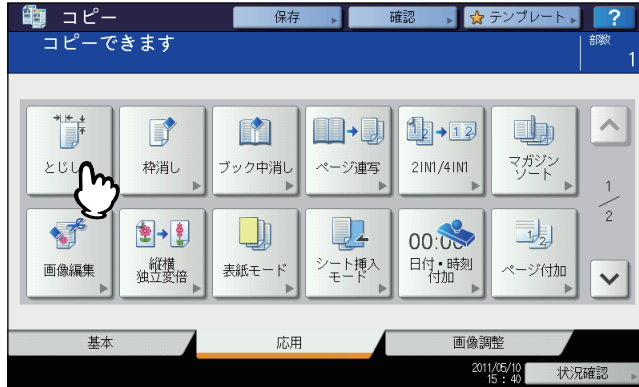 コピー
保存
確認
テンプレート
?
コピーできます
部数
1
枠消し
ブック中消し
ページ連写
2IN1/4IN1
マガジン
ソート
1
2
画像編集
縦横
独立変倍
表紙モード
シート挿入
モード
00:00
日付・時刻
付加
ページ付加
基本
応用
画像調整
2011/05/10
15:40
状況確認